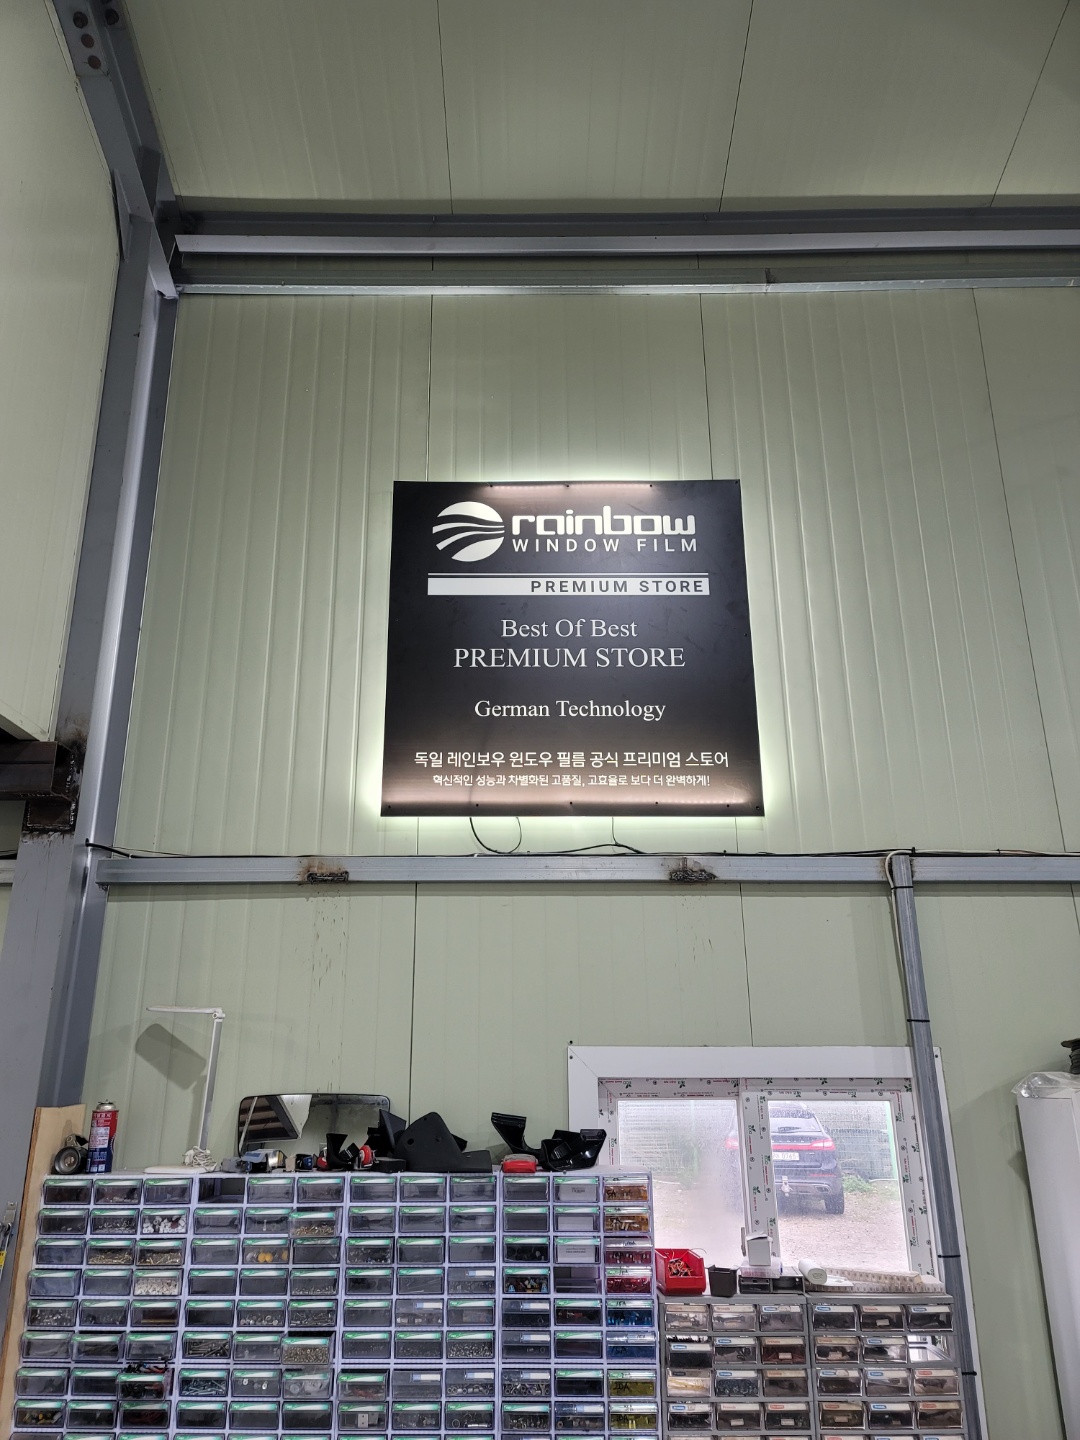 rainbow
WINDOW FILM
PREMIUM STORE
Best Of Best
PREMIUM STORE
German Technology
독일 레인보우 윈도우 필름 공식 프리미엄 스토어
혁신적인 성능과 차별화된 고품질, 고효율로 보다 더 완벽하게!